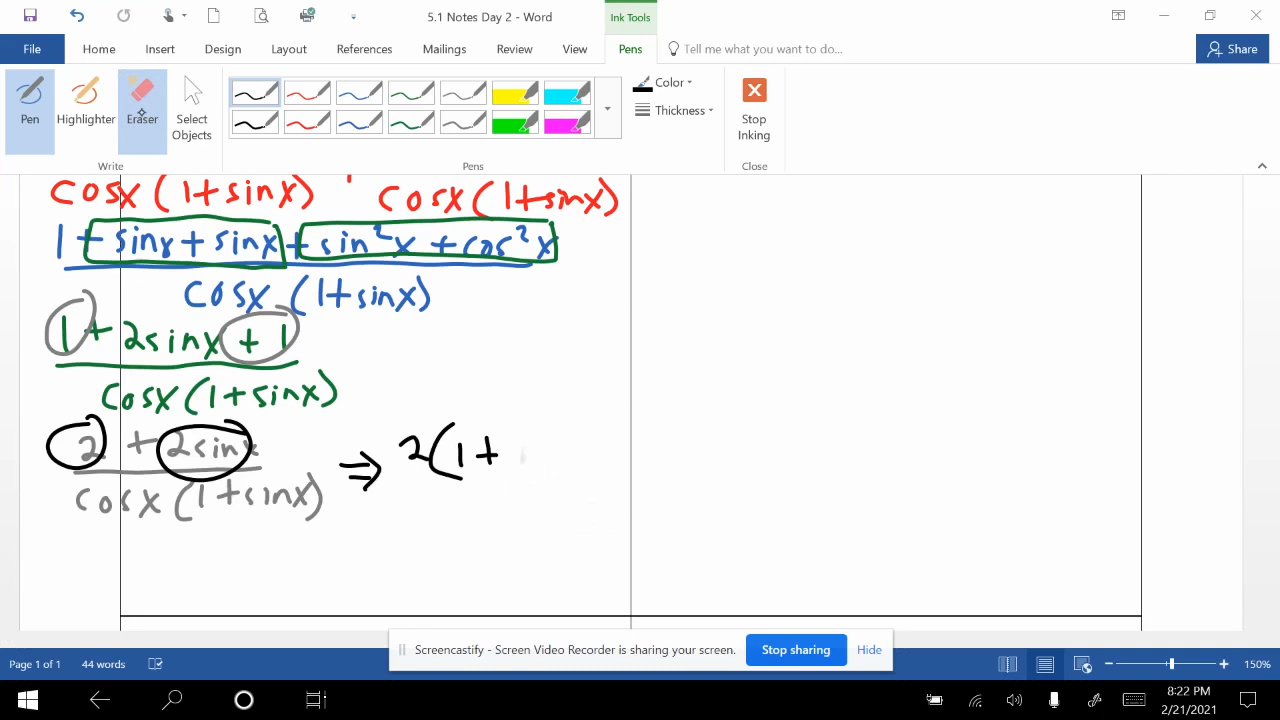 5.1 Notes Day 2 - Word
Ink Tools
File Home Insert Design Layout References Mailings Review View Pens Tell me what you want to do... Share
Pen Highlighter Eraser Select Objects Color Thickness Stop Inking
Write Pens Close
cosx (1+sinx) cosx (1+sinx)
1 + sinx + sinx + sin²x + cos²x
cosx (1+sinx)
1 + 2sinx + 1
cosx (1+sinx)
2 + 2sinx ⇒ 2(1+
cosx (1+sinx)
Screencastify - Screen Video Recorder is sharing your screen. Stop sharing Hide
Page 1 of 1 44 words 150%
8:22 PM
2/21/2021